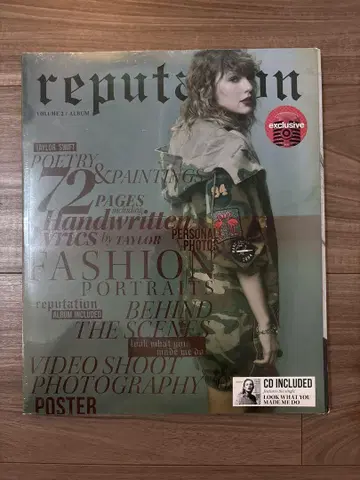 reputation
VOLUME 2 + ALBUM
exclusive
TAYLOR SWIFT
POETRY
& PAINTINGS
72
PAGES
including
Handwritten
Lyrics by TAYLOR
PERSONAL
PHOTOS
FASHION
PORTRAITS
reputation
ALBUM INCLUDED
BEHIND
THE SCENES
look what you
made me do
VIDEO SHOOT
PHOTOGRAPHY
POSTER
CD INCLUDED
LOOK WHAT YOU
MADE ME DO